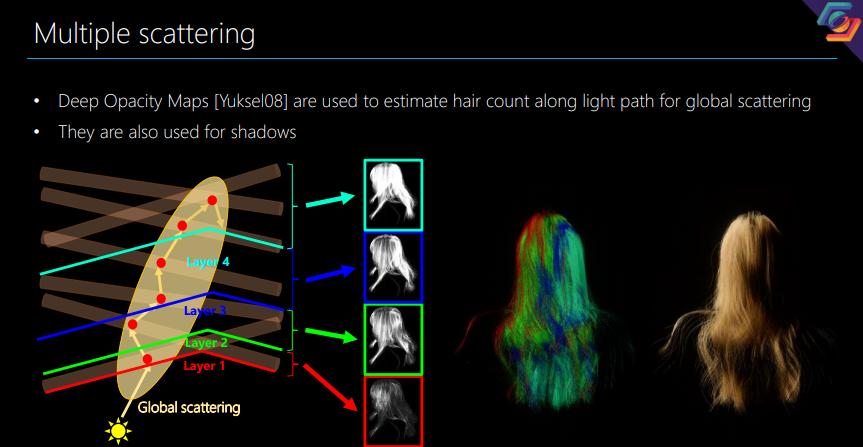 Multiple scattering
• Deep Opacity Maps [Yuksel08] are used to estimate hair count along light path for global scattering
• They are also used for shadows
Layer 4
Layer 3
Layer 2
Layer 1
Global scattering